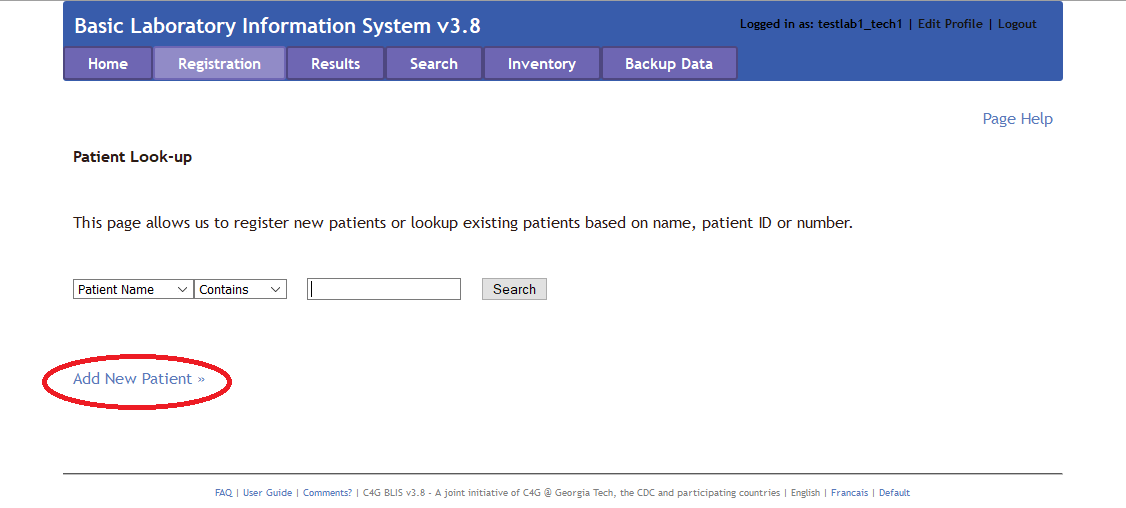 Basic Laboratory Information System v3.8
Logged in as: testlab1_tech1 | Edit Profile | Logout
Home Registration Results Search Inventory Backup Data
Page Help
Patient Look-up
This page allows us to register new patients or lookup existing patients based on name, patient ID or number.
Patient Name Contains Search
Add New Patient »
FAQ | User Guide | Comments? | C4G BLIS v3.8 - A joint initiative of C4G @ Georgia Tech, the CDC and participating countries | English | Francais | Default